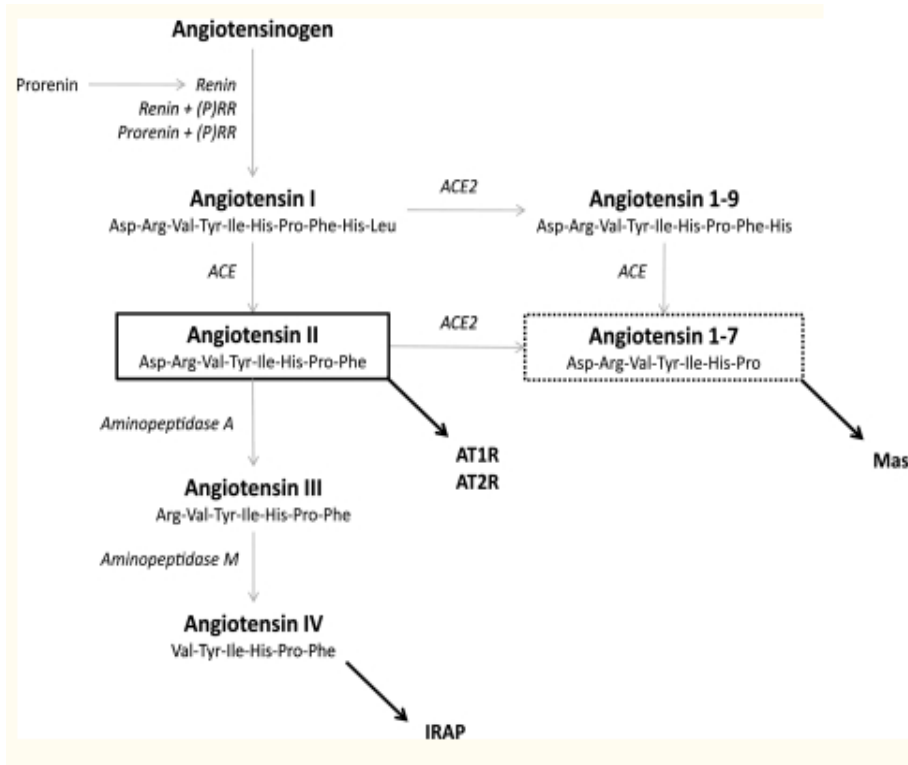 Angiotensinogen
Prorenin
Renin
Renin + (P)RR
Prorenin + (P)RR
Angiotensin I
Asp-Arg-Val-Tyr-Ile-His-Pro-Phe-His-Leu
ACE2
Angiotensin 1-9
Asp-Arg-Val-Tyr-Ile-His-Pro-Phe-His
ACE
ACE
Angiotensin II
Asp-Arg-Val-Tyr-Ile-His-Pro-Phe
ACE2
Angiotensin 1-7
Asp-Arg-Val-Tyr-Ile-His-Pro
Aminopeptidase A
AT1R
AT2R
Mas
Angiotensin III
Arg-Val-Tyr-Ile-His-Pro-Phe
Aminopeptidase M
Angiotensin IV
Val-Tyr-Ile-His-Pro-Phe
IRAP